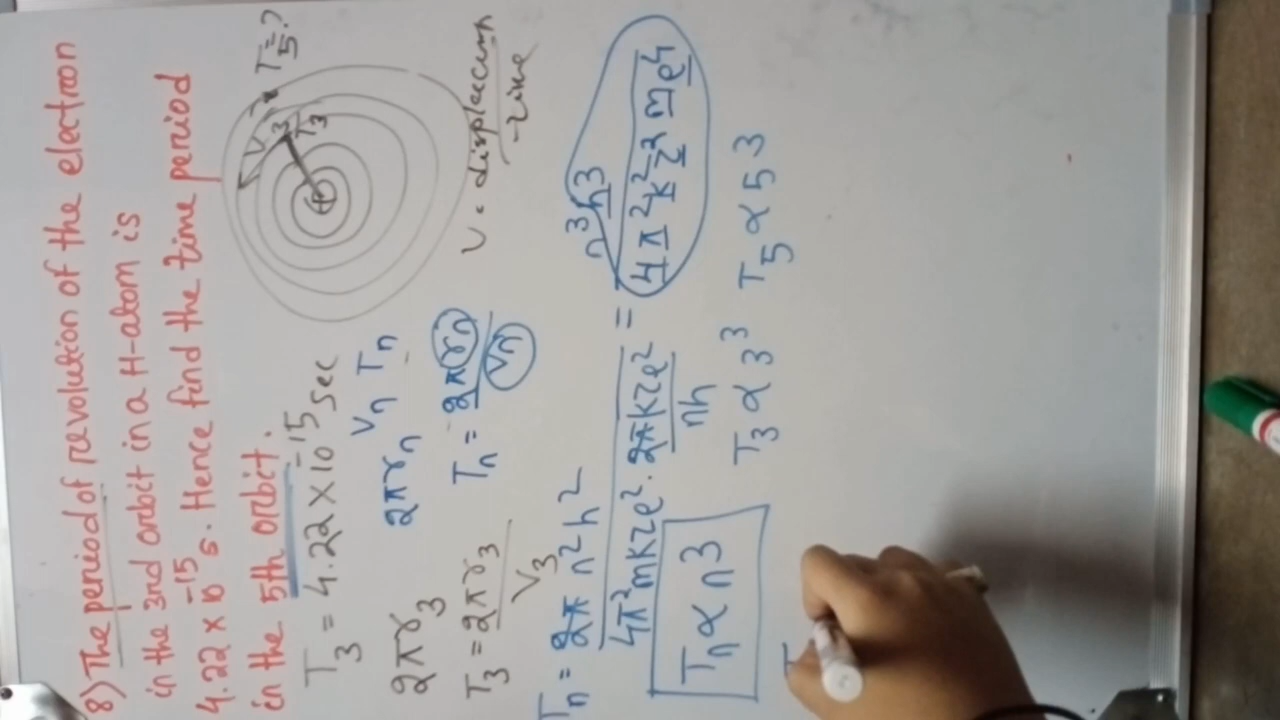 8) The period of revolution of the electron
in the 3rd orbit in a H-atom is
4.22 × 10⁻¹⁵ s. Hence find the time period
in the 5th orbit.
T₃ = 4.22 × 10⁻¹⁵ sec
T₃
T₅ = ?
2πr₃
2πrₙ
Vₙ Tₙ
T₃ = 2πr₃ / V₃
Tₙ = 2πrₙ / Vₙ
V =
time
Tₙ = 2π n²h² / 4π²mkze² · 2πkze² / nh = n³h³ / 4π²k²z² me⁴
Tₙ ∝ n³
T₃ ∝ 3³
T₅ ∝ 5³
T